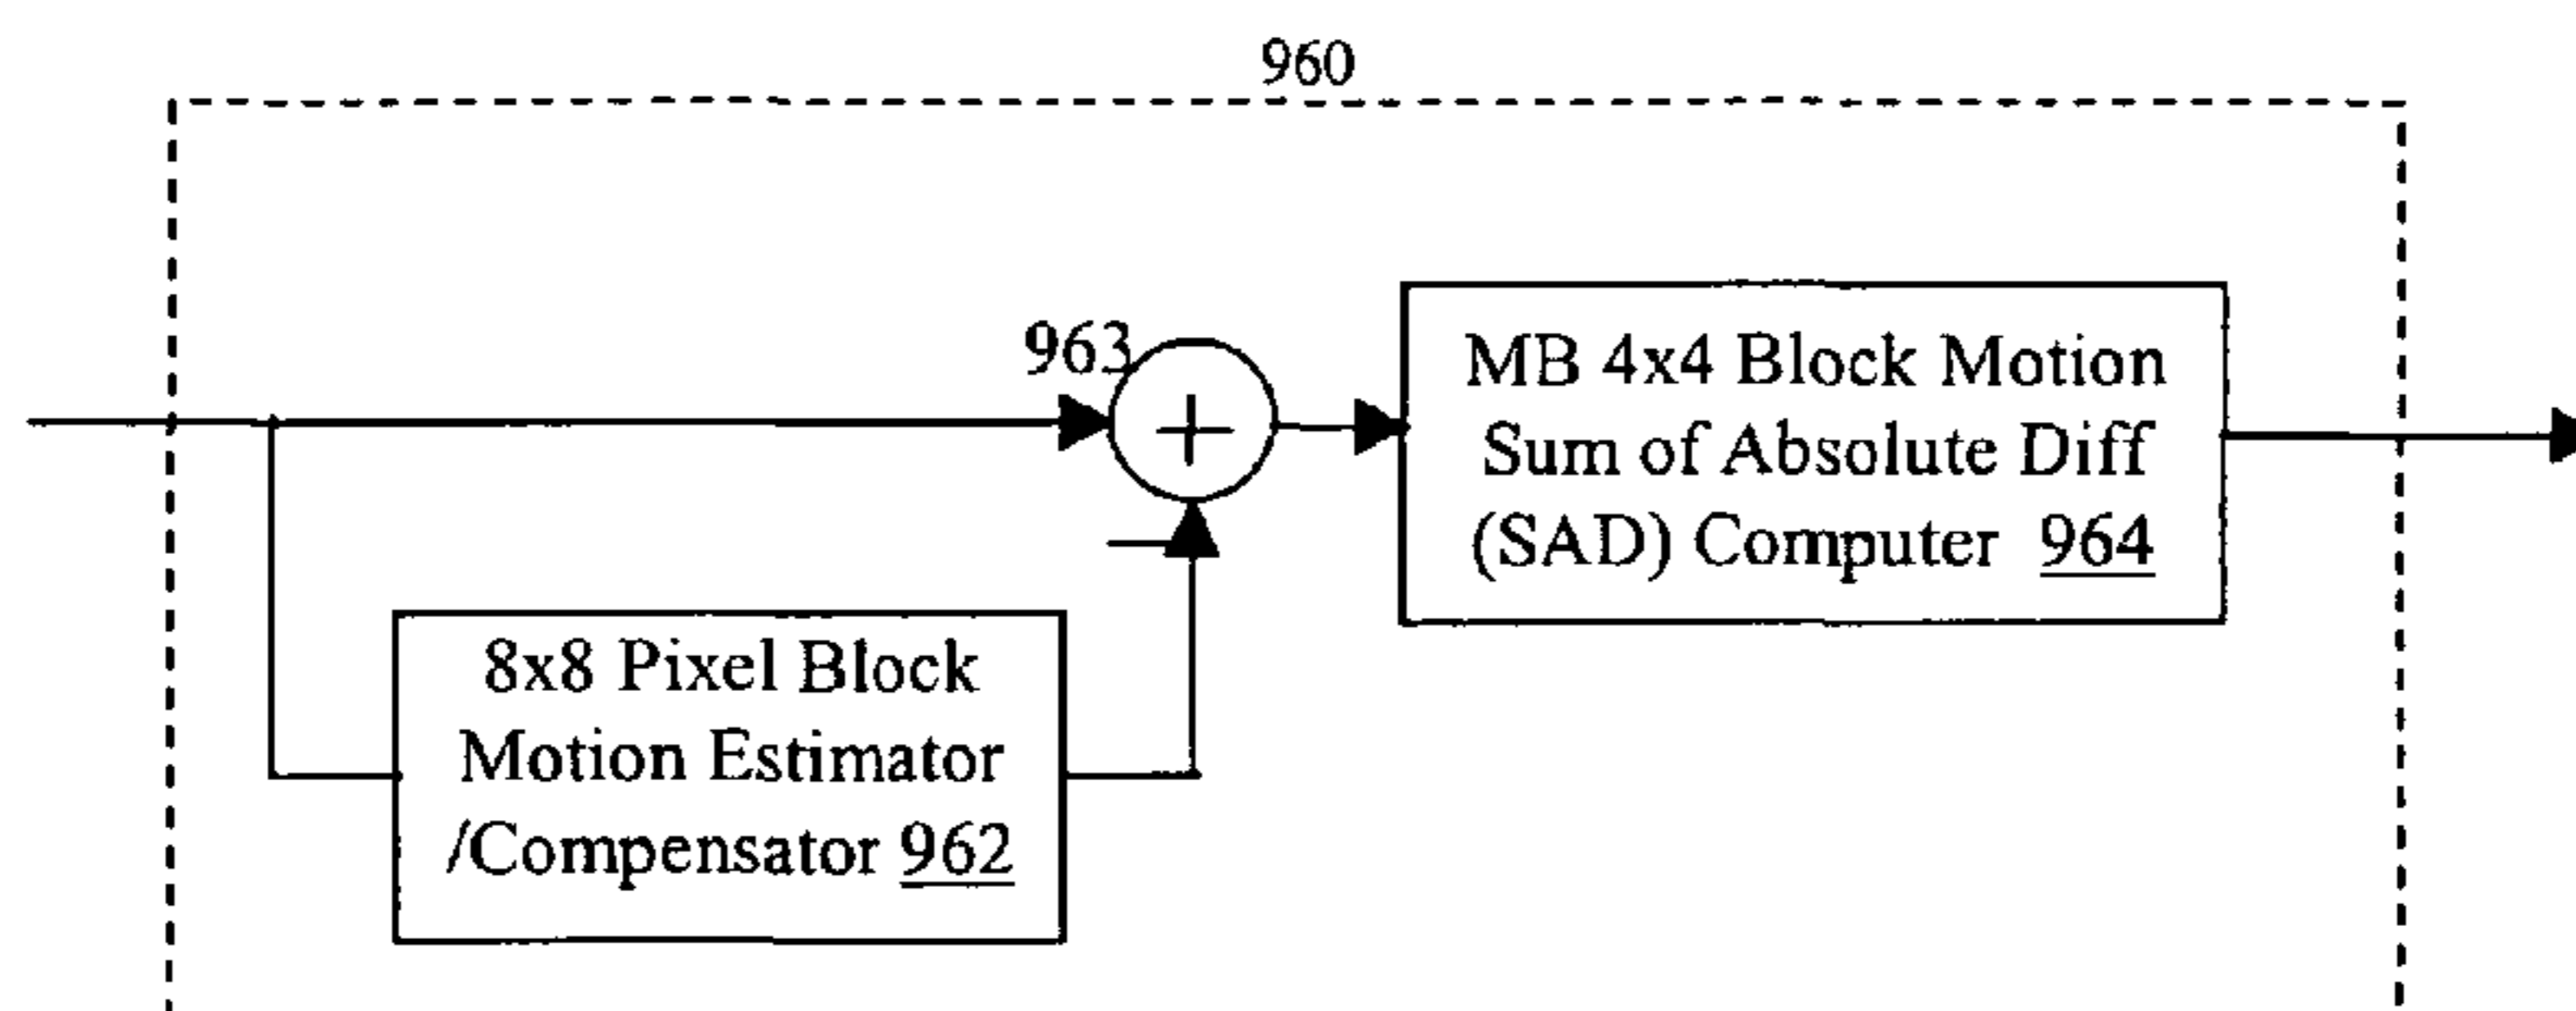 960
963
+
MB 4x4 Block Motion
Sum of Absolute Diff
(SAD) Computer 964
8x8 Pixel Block
Motion Estimator
/Compensator 962